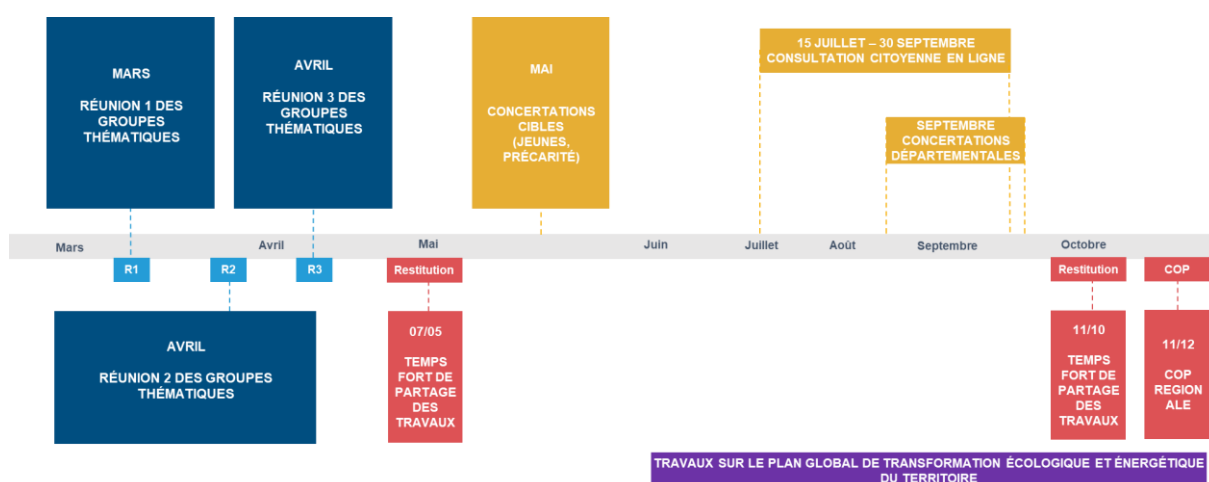 MARS
RÉUNION 1 DES
GROUPES
THÉMATIQUES
AVRIL
RÉUNION 3 DES
GROUPES
THÉMATIQUES
MAI
CONCERTATIONS
CIBLES
(JEUNES,
PRÉCARITÉ)
15 JUILLET – 30 SEPTEMBRE
CONSULTATION CITOYENNE EN LIGNE
SEPTEMBRE
CONCERTATIONS
DÉPARTEMENTALES
Mars
Avril
Mai
Juin
Juillet
Août
Septembre
Octobre
R1
R2
R3
Restitution
Restitution
COP
AVRIL
RÉUNION 2 DES GROUPES
THÉMATIQUES
07/05
TEMPS
FORT DE
PARTAGE
DES
TRAVAUX
11/10
TEMPS
FORT DE
PARTAGE
DES
TRAVAUX
11/12
COP
REGION
ALE
TRAVAUX SUR LE PLAN GLOBAL DE TRANSFORMATION ÉCOLOGIQUE ET ÉNERGÉTIQUE
DU TERRITOIRE